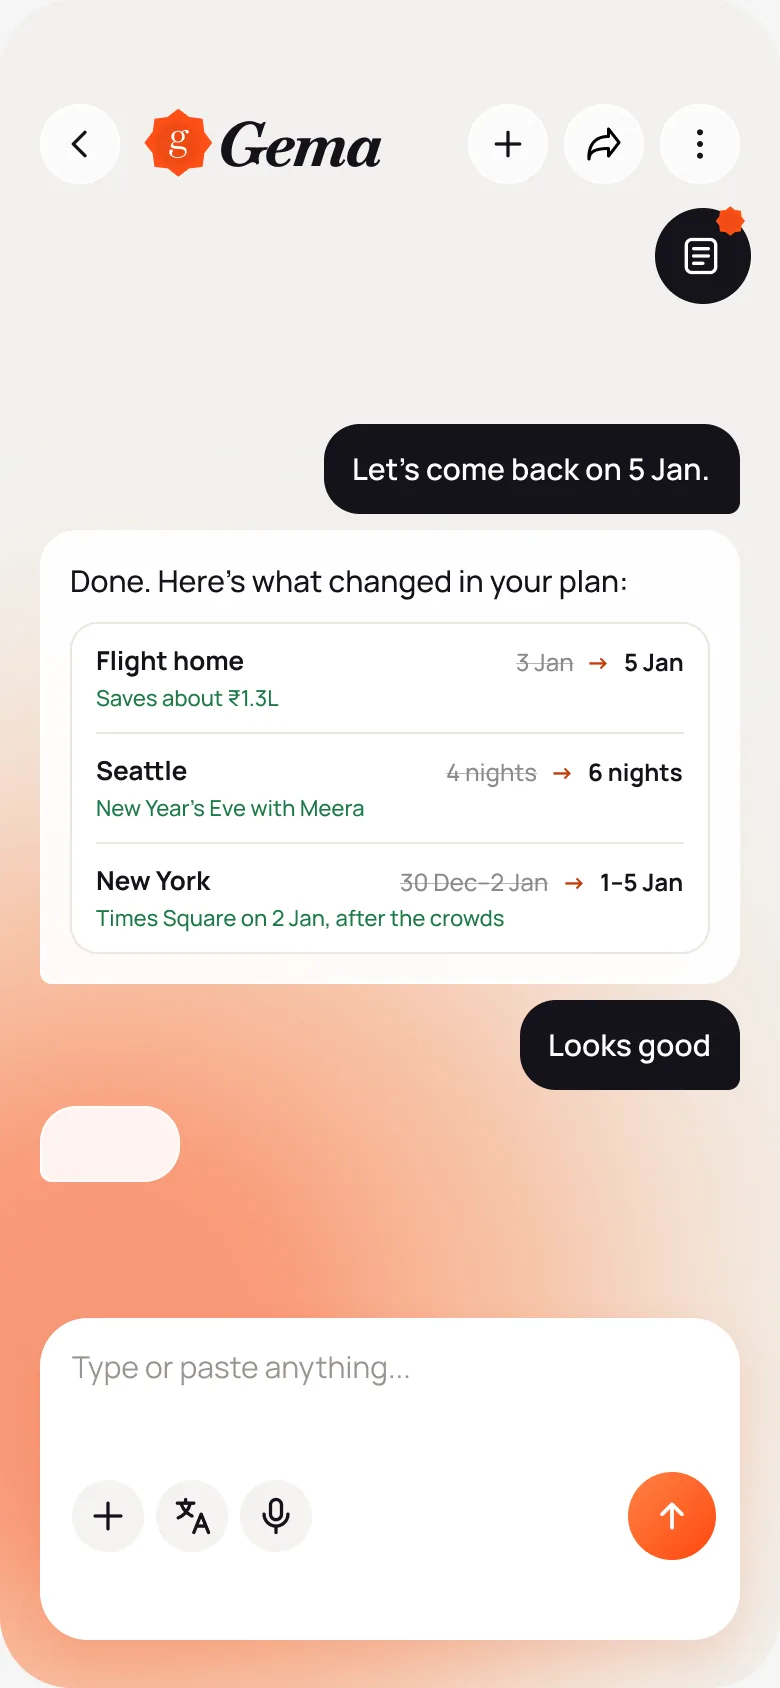 g Gema
Let's come back on 5 Jan.
Done. Here's what changed in your plan:
Flight home 3 Jan → 5 Jan
Saves about ₹1.3L
Seattle 4 nights → 6 nights
New Year's Eve with Meera
New York 30 Dec–2 Jan → 1–5 Jan
Times Square on 2 Jan, after the crowds
Looks good
Type or paste anything...
文A